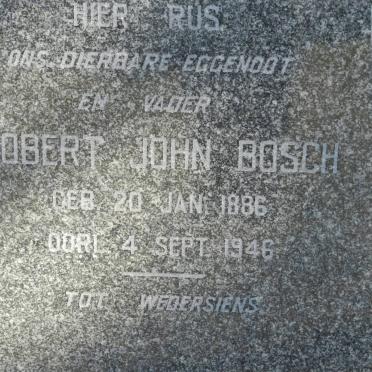 HIER RUS
ONS DIERBARE EGGENOOT
EN VADER
OBERT JOHN BOSCH
GEB. 20 JAN. 1886
OORL. 4 SEPT. 1946
TOT WEDERSIENS